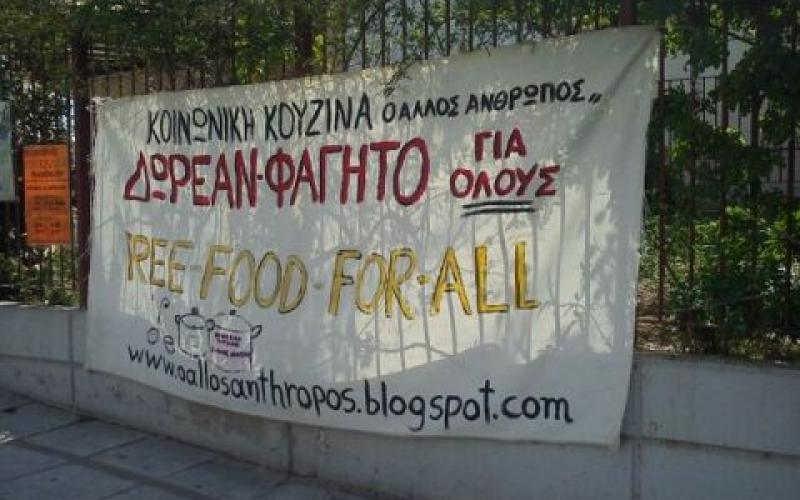 ΚΟΙΝΩΝΙΚΗ ΚΟΥΖΙΝΑ Ο ΑΛΛΟΣ ΑΝΘΡΩΠΟΣ„
ΔΩΡΕΑΝ·ΦΑΓΗΤΟ ΓΙΑ ΟΛΟΥΣ
FREE-FOOD-FOR-ALL
www.oallosanthropos.blogspot.com